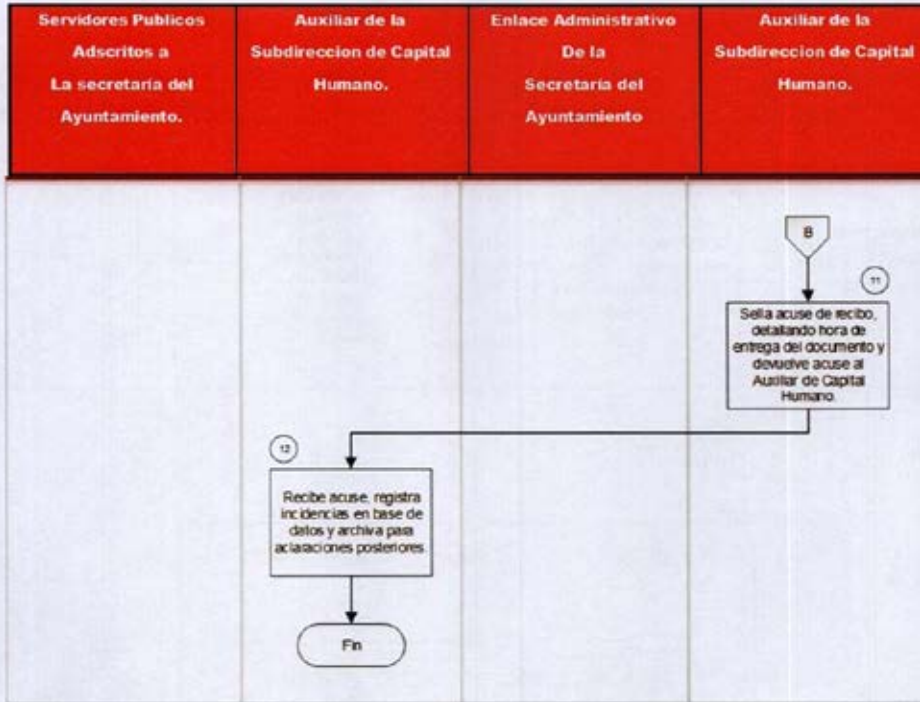 Servidores Publicos
Adscritos a
La secretaría del
Ayuntamiento.
Auxiliar de la
Subdireccion de Capital
Humano.
Enlace Administrativo
De la
Secretaría del
Ayuntamiento
Auxiliar de la
Subdireccion de Capital
Humano.
B
11
Sella acuse de recibo,
detallando hora de
entrega del documento y
devuelve acuse al
Auxiliar de Capital
Humano.
12
Recibe acuse, registra
incidencias en base de
datos y archiva para
aclaraciones posteriores.
Fin